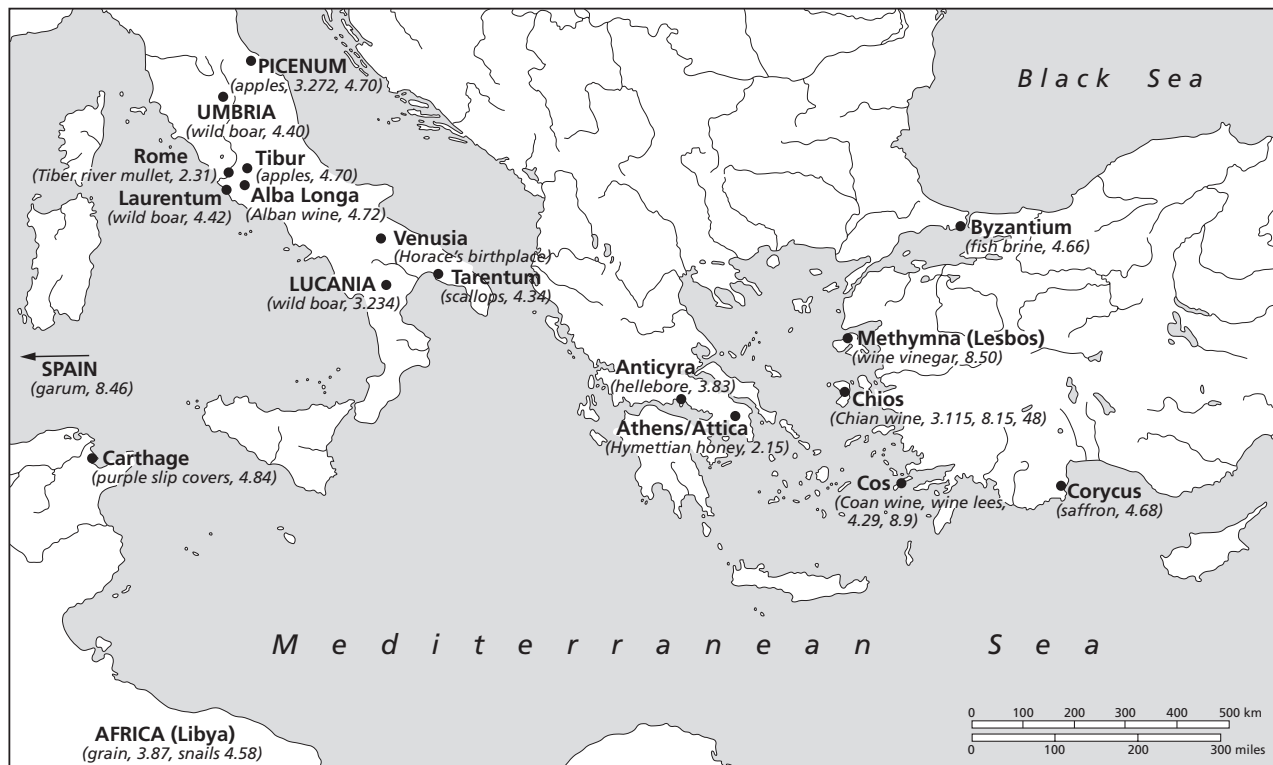 Black Sea
PICENUM
(apples, 3.272, 4.70)
UMBRIA
(wild boar, 4.40)
Rome
(Tiber river mullet, 2.31)
Tibur
(apples, 4.70)
Laurentum
(wild boar, 4.42)
Alba Longa
(Alban wine, 4.72)
Venusia
(Horace's birthplace)
Byzantium
(fish brine, 4.66)
LUCANIA
(wild boar, 3.234)
Tarentum
(scallops, 4.34)
Methymna (Lesbos)
(wine vinegar, 8.50)
SPAIN
(garum, 8.46)
Anticyra
(hellebore, 3.83)
Chios
(Chian wine, 3.115, 8.15, 48)
Athens/Attica
(Hymettian honey, 2.15)
Carthage
(purple slip covers, 4.84)
Cos
(Coan wine, wine lees,
4.29, 8.9)
Corycus
(saffron, 4.68)
Mediterranean Sea
AFRICA (Libya)
(grain, 3.87, snails 4.58)
0 100 200 300 400 500 km
0 100 200 300 miles